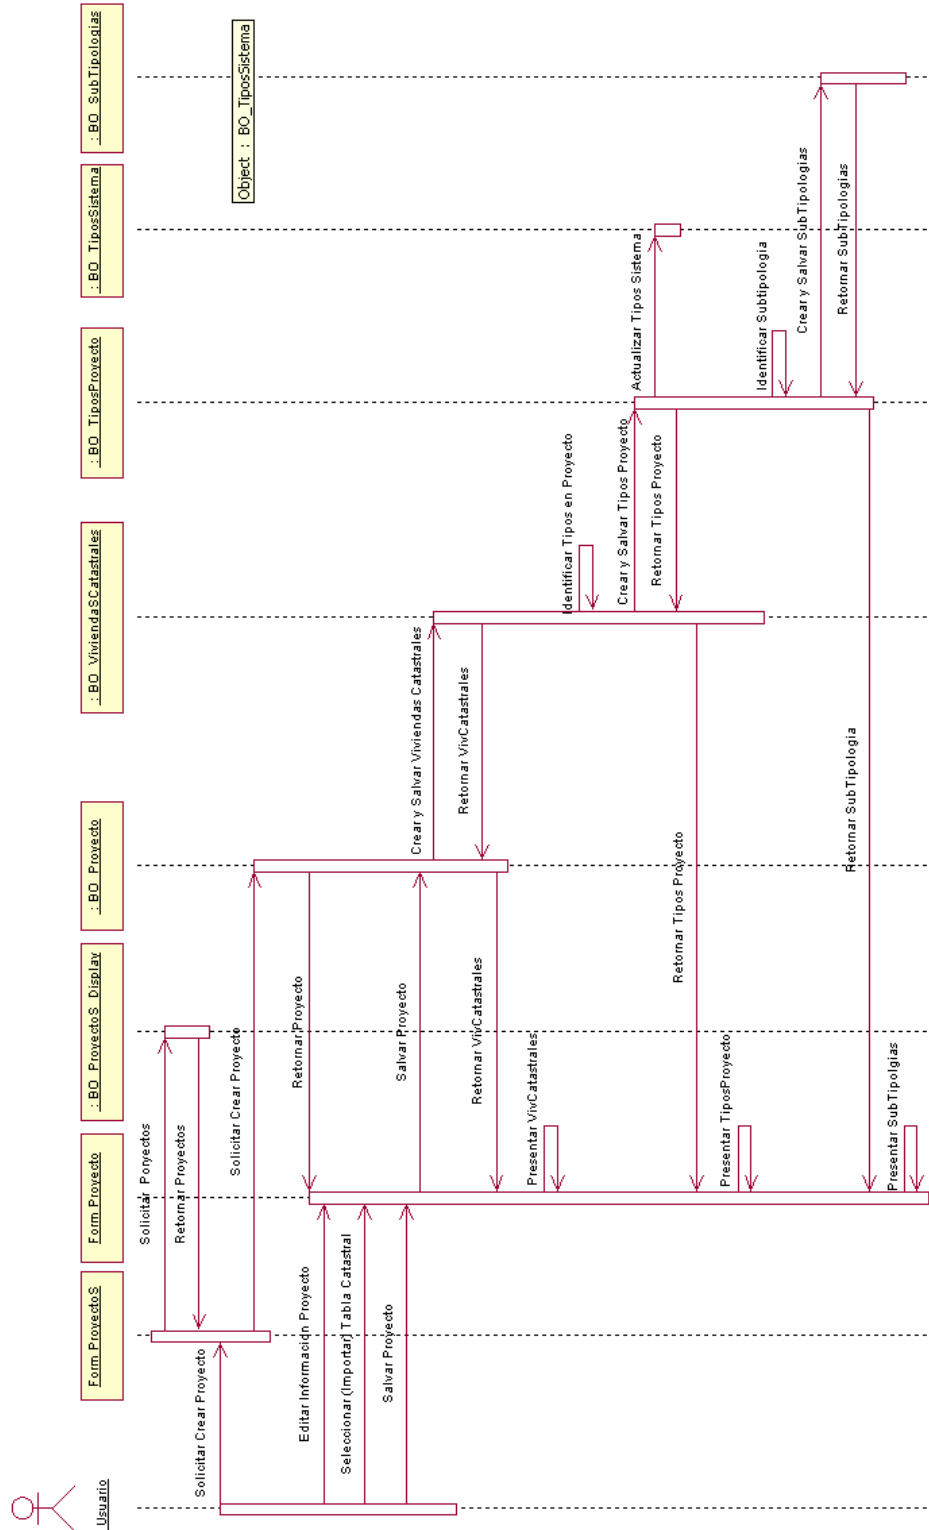 Usuario
Form ProyectoS
Form Proyecto
: BO_ProyectoS_Display
: BO_Proyecto
: BO_ViviendaSCatastrales
: BO_TiposProyecto
: BO_TiposSistema
: BO_SubTipologias
Object : BO_TiposSistema
Solicitar Poryectos
Retornar Proyectos
Solicitar Crear Proyecto
Solicitar Crear Proyecto
Retornar Proyecto
Editar Información Proyecto
Seleccionar (Importar) Tabla Catastral
Salvar Proyecto
Salvar Proyecto
Crear y Salvar Viviendas Catastrales
Retornar VivCatastrales
Retornar VivCatastrales
Presentar VivCatastrales
Identificar Tipos en Proyecto
Crear y Salvar Tipos Proyecto
Actualizar Tipos Sistema
Retornar Tipos Proyecto
Retornar Tipos Proyecto
Presentar TiposProyecto
Identificar Subtipologia
Crear y Salvar SubTipologias
Retornar SubTipologias
Retornar SubTipologia
Presentar SubTipolgias